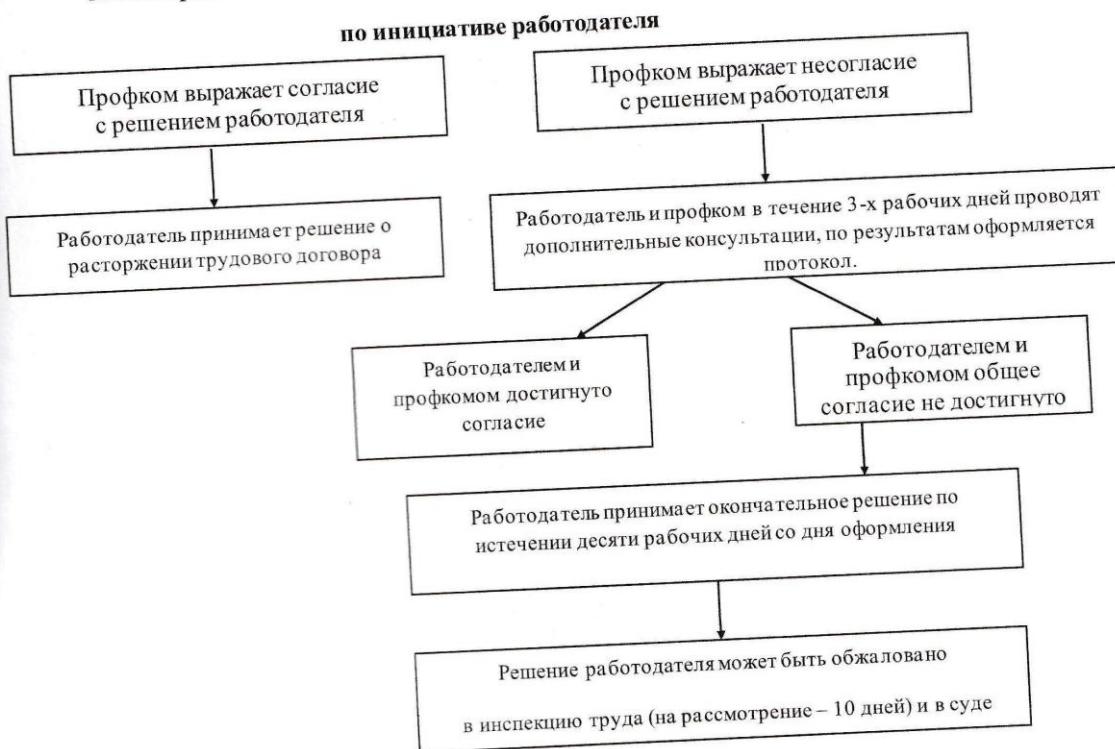 по инициативе работодателя
Профком выражает согласие
с решением работодателя
Профком выражает несогласие
с решением работодателя
Работодатель принимает решение о
расторжении трудового договора
Работодатель и профком в течение 3-х рабочих дней проводят
дополнительные консультации, по результатам оформляется
протокол.
Работодателем и
профкомом достигнуто
согласие
Работодателем и
профкомом общее
согласие не достигнуто
Работодатель принимает окончательное решение по
истечении десяти рабочих дней со дня оформления
Решение работодателя может быть обжаловано
в инспекцию труда (на рассмотрение – 10 дней) и в суде